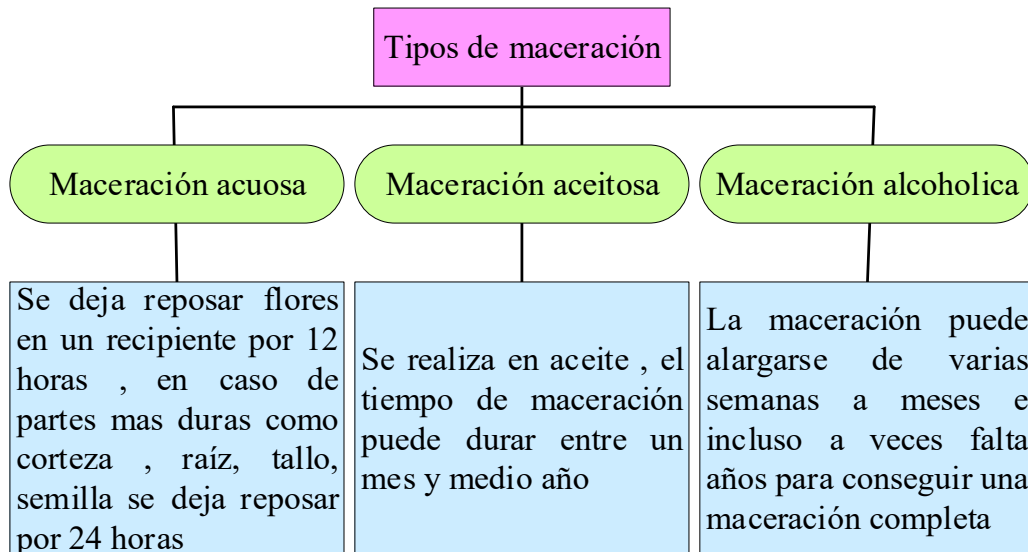 Tipos de maceración
Maceración acuosa
Maceración aceitosa
Maceración alcoholica
Se deja reposar flores
en un recipiente por 12
horas , en caso de
partes mas duras como
corteza , raíz, tallo,
semilla se deja reposar
por 24 horas
Se realiza en aceite , el
tiempo de maceración
puede durar entre un
mes y medio año
La maceración puede
alargarse de varias
semanas a meses e
incluso a veces falta
años para conseguir una
maceración completa